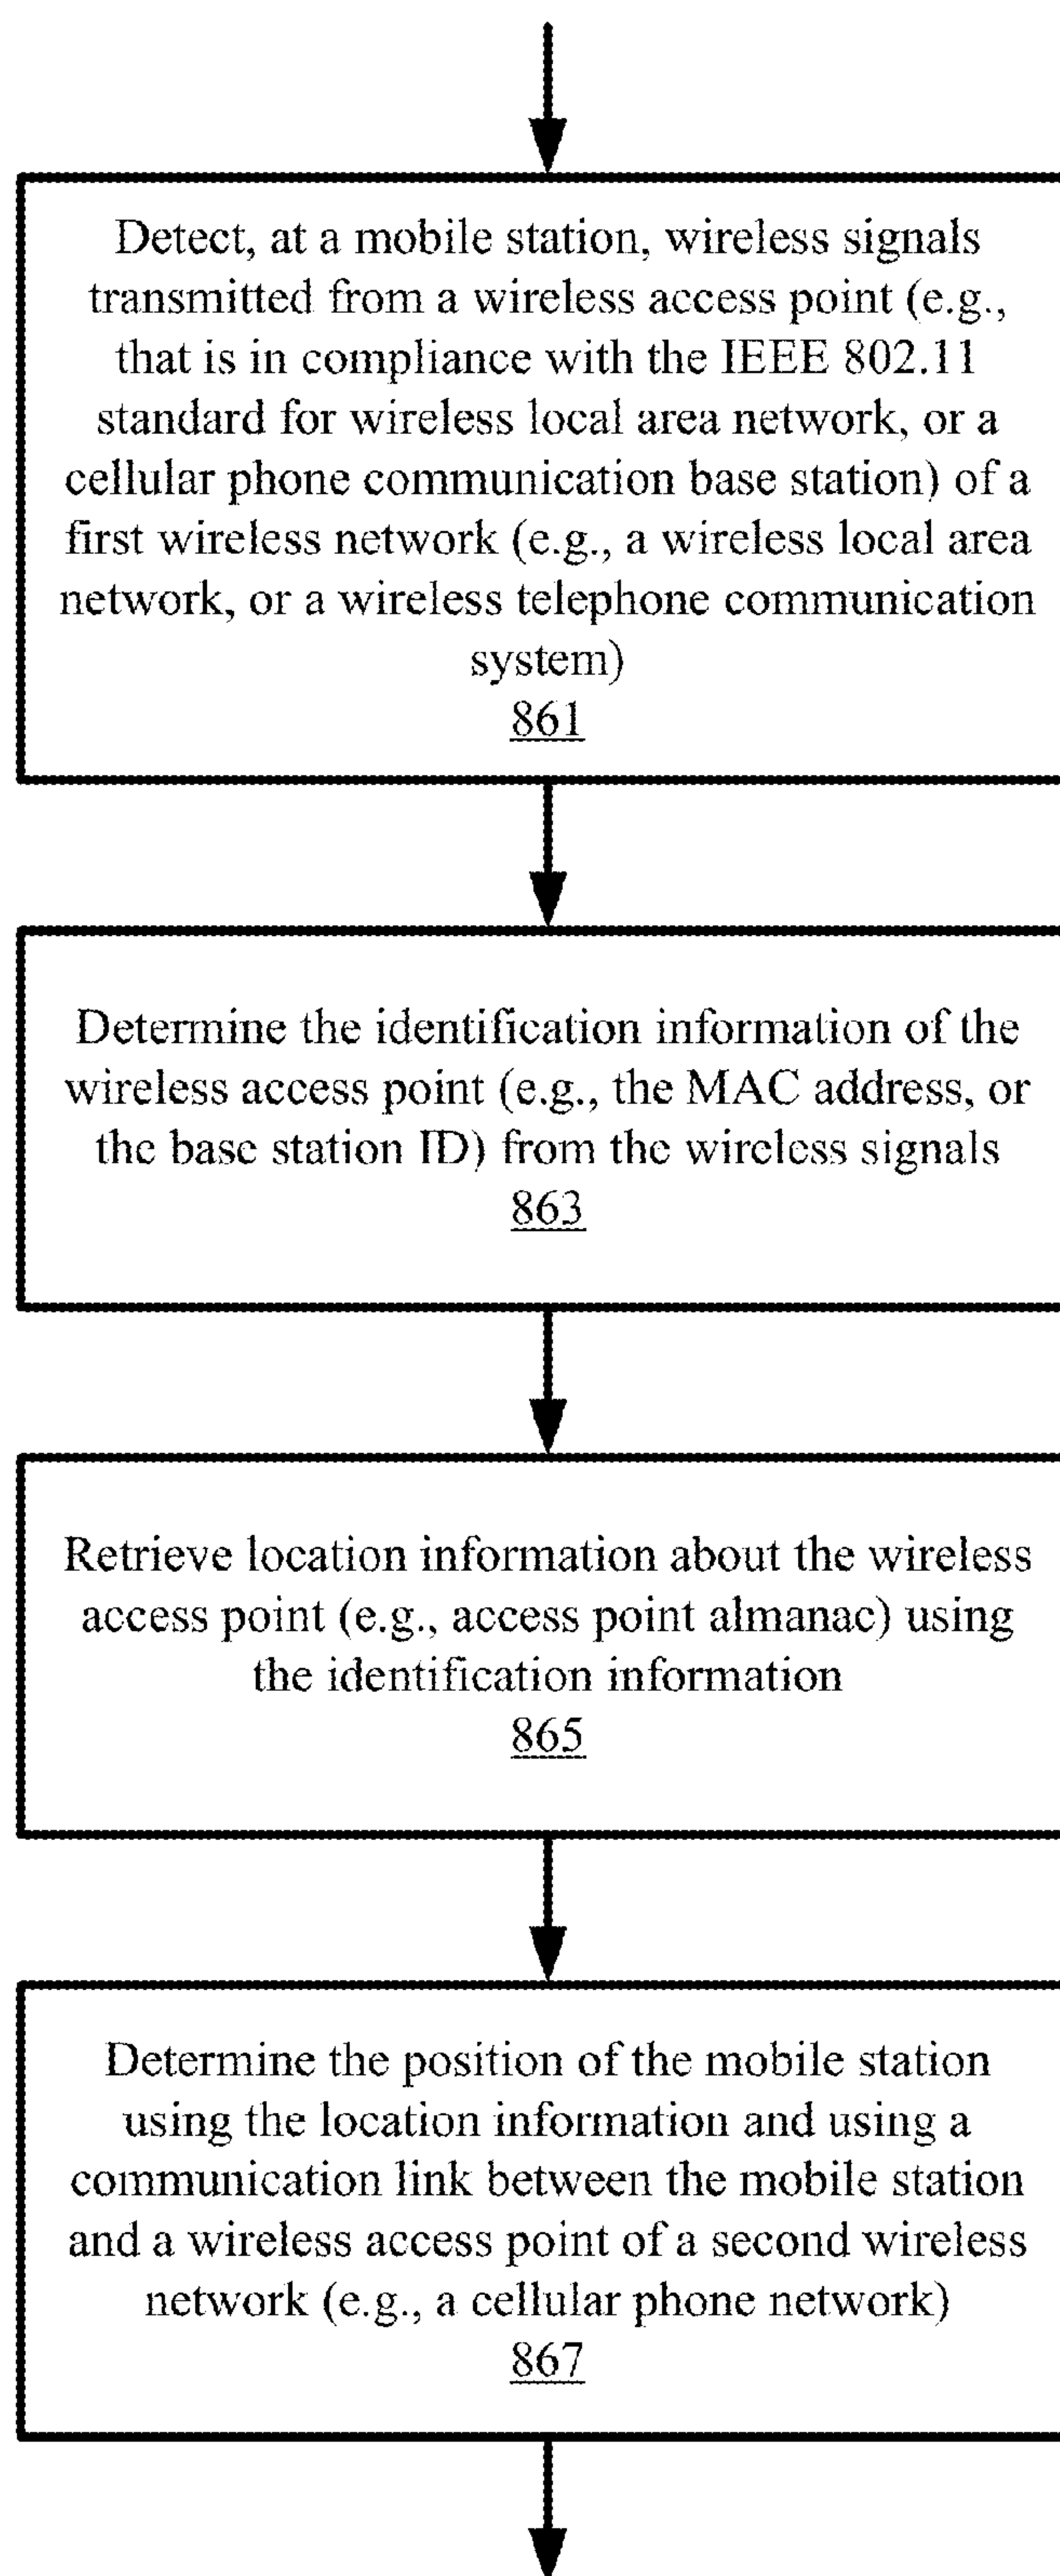 Detect, at a mobile station, wireless signals
transmitted from a wireless access point (e.g.,
that is in compliance with the IEEE 802.11
standard for wireless local area network, or a
cellular phone communication base station) of a
first wireless network (e.g., a wireless local area
network, or a wireless telephone communication
system)
861
Determine the identification information of the
wireless access point (e.g., the MAC address, or
the base station ID) from the wireless signals
863
Retrieve location information about the wireless
access point (e.g., access point almanac) using
the identification information
865
Determine the position of the mobile station
using the location information and using a
communication link between the mobile station
and a wireless access point of a second wireless
network (e.g., a cellular phone network)
867